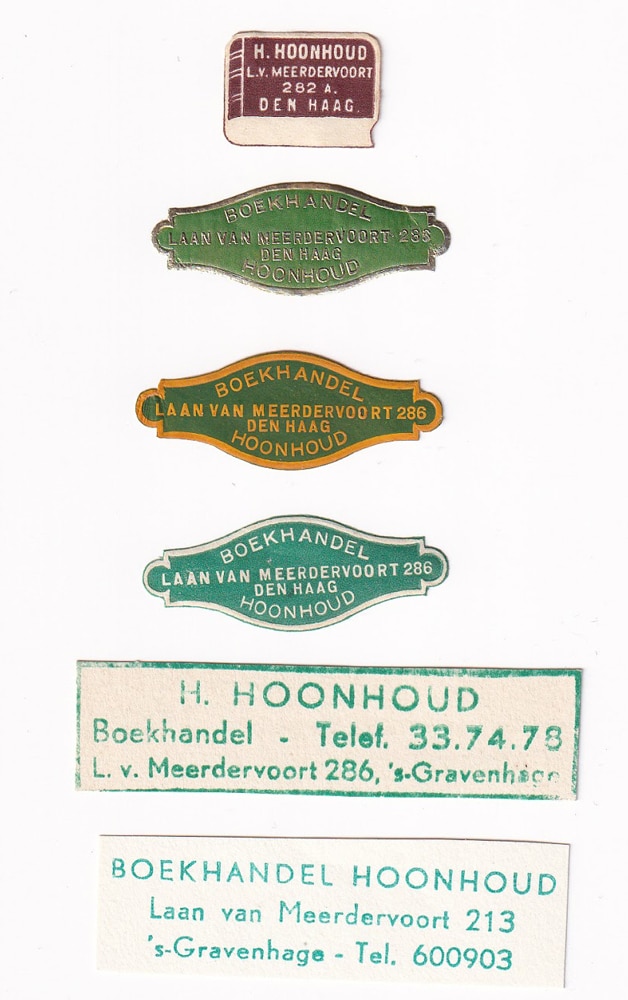 H. HOONHOUD
L.v. MEERDERVOORT
282 A.
DEN HAAG.
BOEKHANDEL
LAAN VAN MEERDERVOORT 286
DEN HAAG
HOONHOUD
BOEKHANDEL
LAAN VAN MEERDERVOORT 286
DEN HAAG
HOONHOUD
BOEKHANDEL
LAAN VAN MEERDERVOORT 286
DEN HAAG
HOONHOUD
H. HOONHOUD
Boekhandel - Telef. 33.74.78
L. v. Meerdervoort 286, 's-Gravenhage
BOEKHANDEL HOONHOUD
Laan van Meerdervoort 213
's-Gravenhage - Tel. 600903